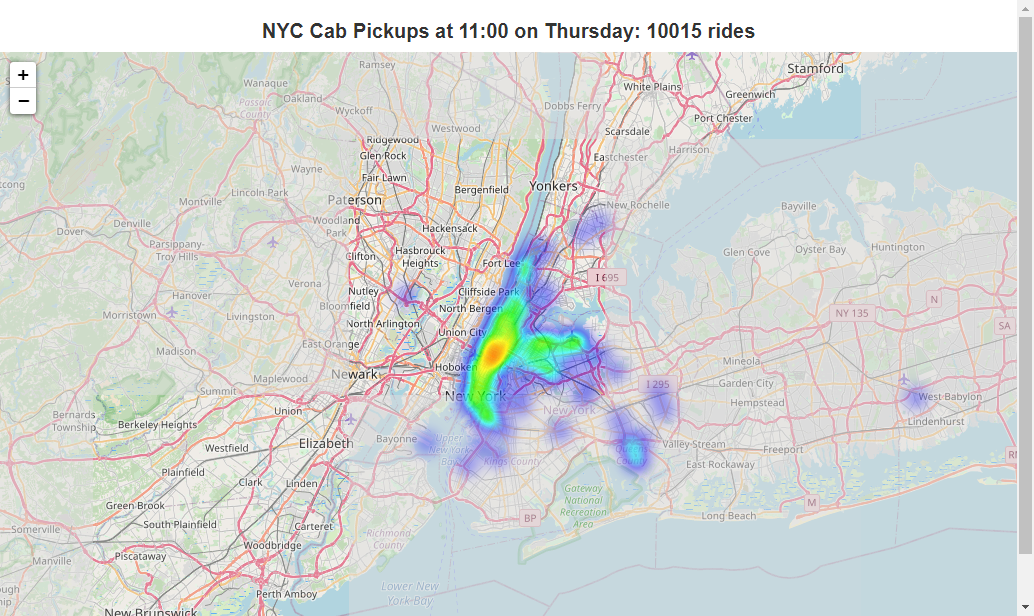 NYC Cab Pickups at 11:00 on Thursday: 10015 rides
+
−
Ramsey
Stamford
White Plains
Greenwich
Wanaque
Oakland
Passaic
County
Wyckoff
Dobbs Ferry
Port Chester
Westwood
Scarsdale
Ridgewood
Harrison
Glen Rock
Eastchester
Wayne
Fair Lawn
Lincoln Park
Bergenfield
Yonkers
Montville
Paterson
New Rochelle
Bayville
Denville
Woodland
Park
Hackensack
Dover
Parsippany-
Troy Hills
Clifton
Hasbrouck
Heights
Fort Lee
Glen Cove
Oyster Bay
Huntington
I 695
Verona
Nutley
Cliffside Park
Hanover
Bloomfield
North Bergen
N
Morristown
Livingston
North Arlington
Union City
NY 135
SA
East Orange
Madison
Hoboken
Mineola
Newark
Maplewood
I 295
Garden City
Summit
New York
Hempstead
West Babylon
Bernards
Township
Union
New York
Berkeley Heights
Lindenhurst
Elizabeth
Bayonne
Upper
New York
Bay
Valley Stream
Freeport
Westfield
Kings County
Queens
County
East Rockaway
Plainfield
Clark
Linden
Gateway
National
Recreation
Area
Green Brook
M
South Plainfield
BP
Long Beach
Somerville
Carteret
Richmond
County
Woodbridge
Piscataway
Manville
Perth Amboy
Lower New
York Bay
New Brunswick